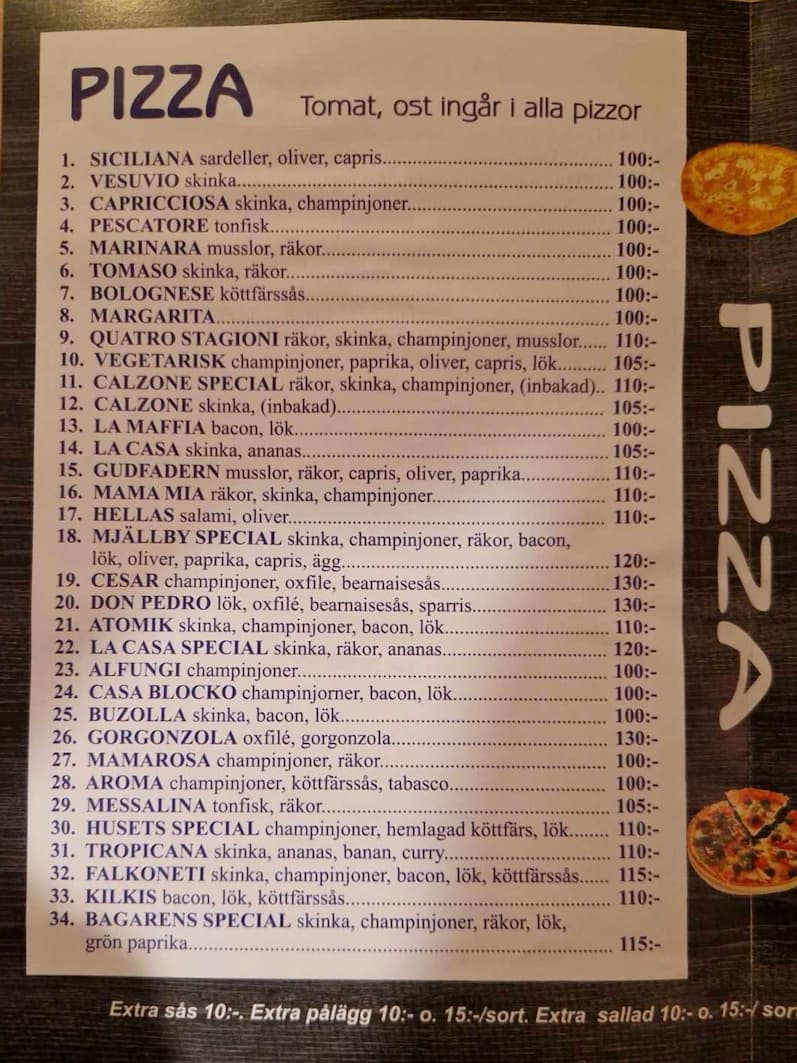 PIZZA Tomat, ost ingår i alla pizzor
1. SICILIANA sardeller, oliver, capris........ 100:-
2. VESUVIO skinka........ 100:-
3. CAPRICCIOSA skinka, champinjoner........ 100:-
4. PESCATORE tonfisk........ 100:-
5. MARINARA musslor, räkor........ 100:-
6. TOMASO skinka, räkor........ 100:-
7. BOLOGNESE köttfärssås........ 100:-
8. MARGARITA........ 100:-
9. QUATRO STAGIONI räkor, skinka, champinjoner, musslor...... 110:-
10. VEGETARISK champinjoner, paprika, oliver, capris, lök.......... 105:-
11. CALZONE SPECIAL räkor, skinka, champinjoner, (inbakad).. 110:-
12. CALZONE skinka, (inbakad)........ 105:-
13. LA MAFFIA bacon, lök........ 100:-
14. LA CASA skinka, ananas........ 105:-
15. GUDFADERN musslor, räkor, capris, oliver, paprika........ 110:-
16. MAMA MIA räkor, skinka, champinjoner........ 110:-
17. HELLAS salami, oliver........ 110:-
18. MJÄLLBY SPECIAL skinka, champinjoner, räkor, bacon,
lök, oliver, paprika, capris, ägg........ 120:-
19. CESAR champinjoner, oxfile, bearnaisesås........ 130:-
20. DON PEDRO lök, oxfilé, bearnaisesås, sparris........ 130:-
21. ATOMIK skinka, champinjoner, bacon, lök........ 110:-
22. LA CASA SPECIAL skinka, räkor, ananas........ 120:-
23. ALFUNGI champinjoner........ 100:-
24. CASA BLOCKO champinjorner, bacon, lök........ 100:-
25. BUZOLLA skinka, bacon, lök........ 100:-
26. GORGONZOLA oxfilé, gorgonzola........ 130:-
27. MAMAROSA champinjoner, räkor........ 100:-
28. AROMA champinjoner, köttfärssås, tabasco........ 100:-
29. MESSALINA tonfisk, räkor........ 105:-
30. HUSETS SPECIAL champinjoner, hemlagad köttfärs, lök........ 110:-
31. TROPICANA skinka, ananas, banan, curry........ 110:-
32. FALKONETI skinka, champinjoner, bacon, lök, köttfärssås...... 115:-
33. KILKIS bacon, lök, köttfärssås........ 110:-
34. BAGARENS SPECIAL skinka, champinjoner, räkor, lök,
grön paprika........ 115:-
Extra sås 10:-. Extra pålägg 10:- o. 15:-/sort. Extra sallad 10:- o. 15:-/ sort
PIZZA